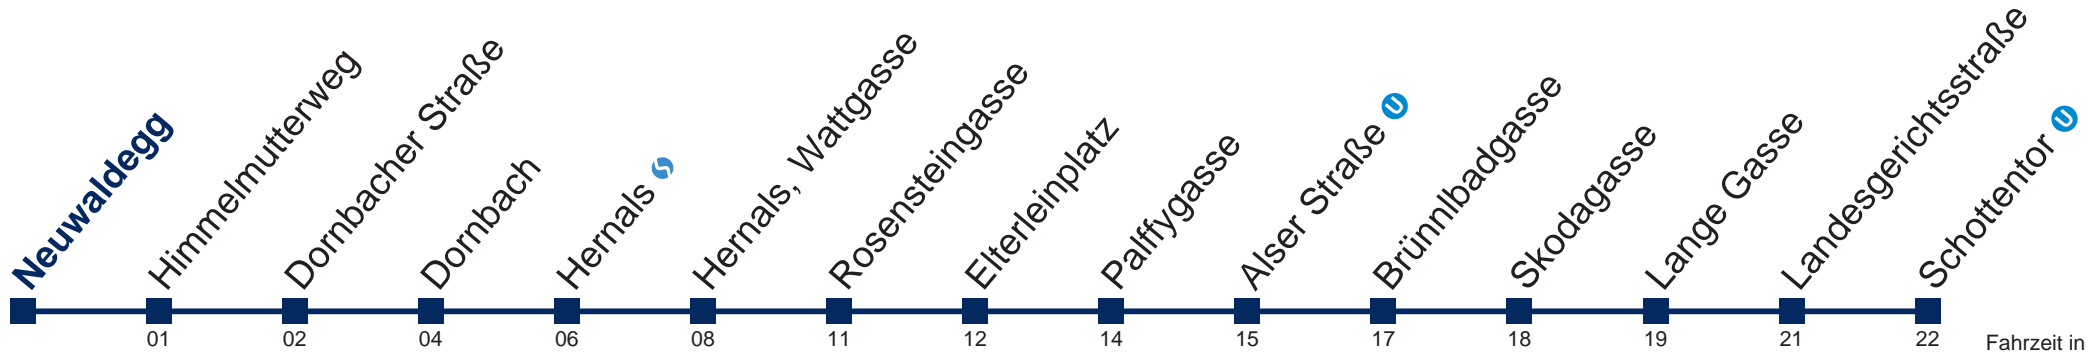 Neuwaldegg
Himmelmutterweg
Dornbacher Straße
Dornbach
Hernals
Hernals, Wattgasse
Rosensteingasse
Elterleinplatz
Palffygasse
Alser Straße U
Brünnlbadgasse
Skodagasse
Lange Gasse
Landesgerichtsstraße
Schottentor U
01 02 04 06 08 11 12 14 15 17 18 19 21 22 Fahrzeit in